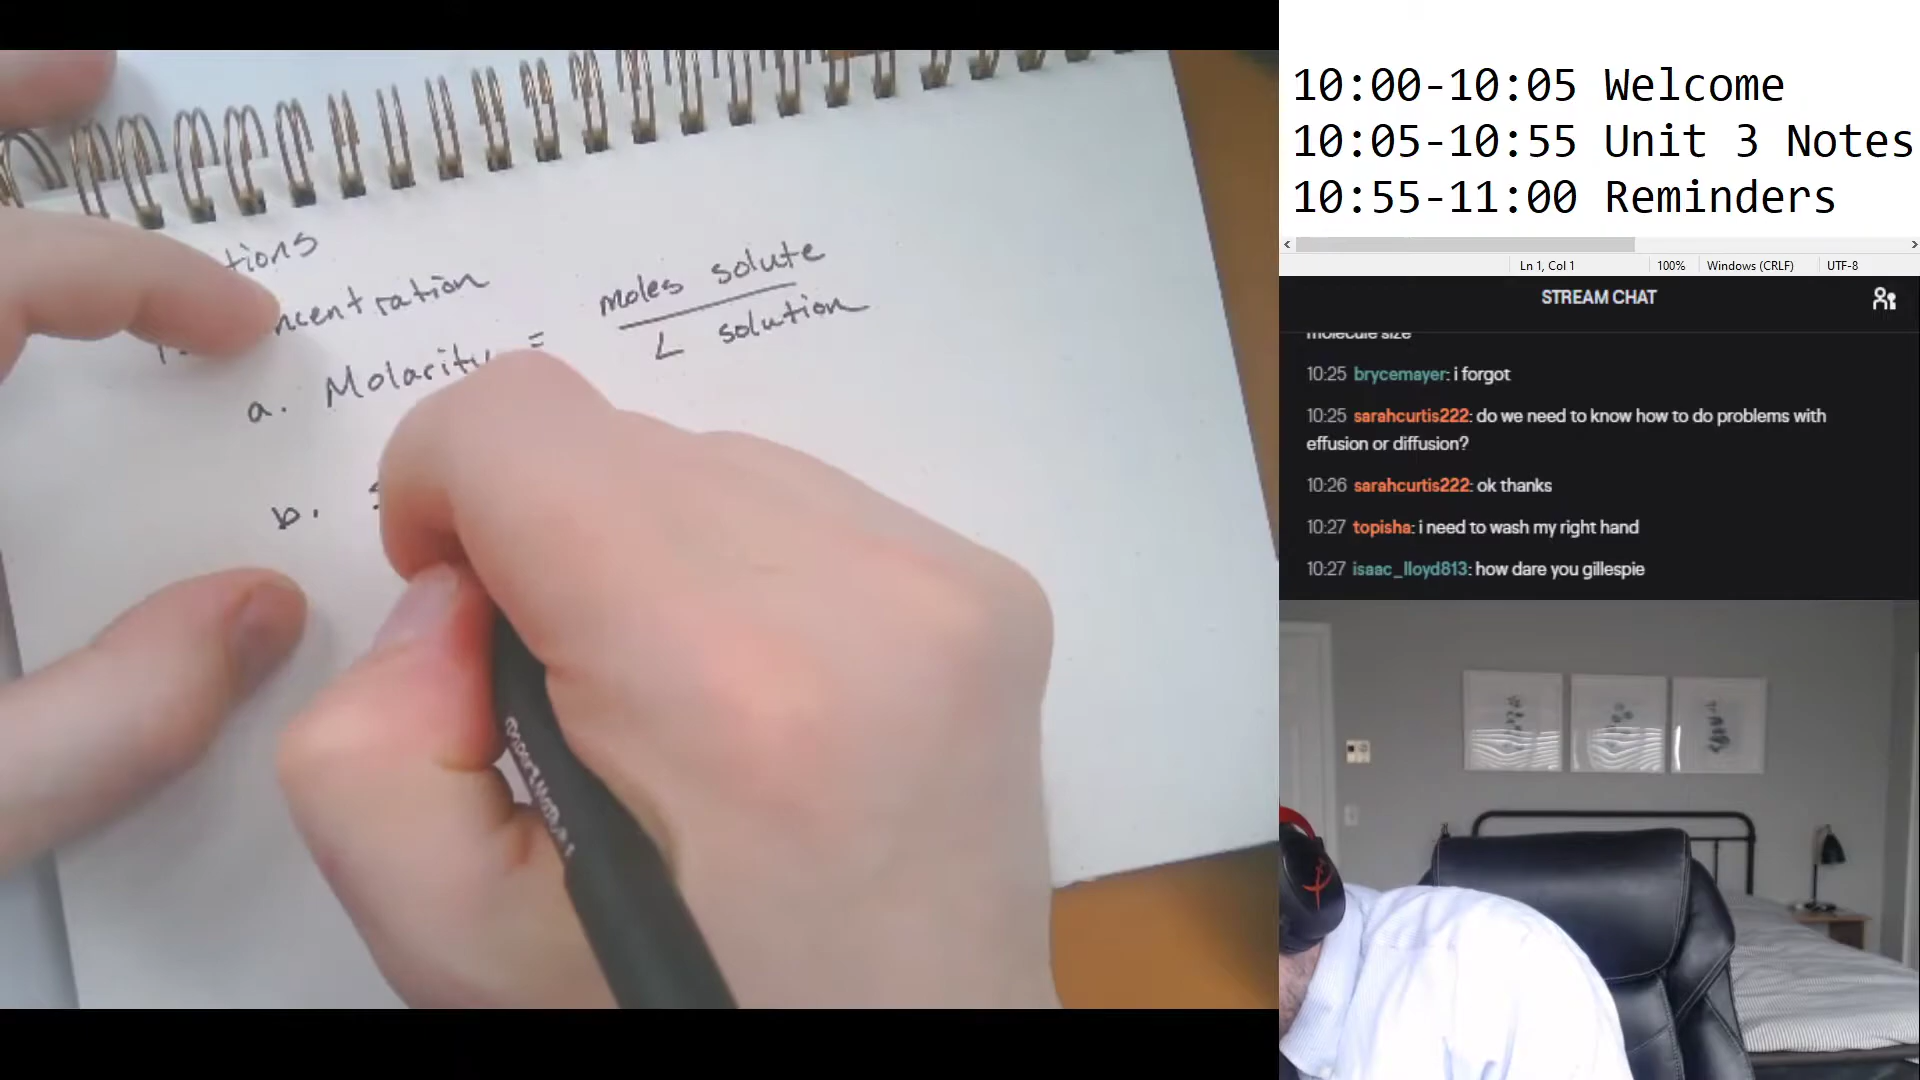 tions
ncentration
a. Molarity = moles solute
L solution
b.
SmartMates
10:00-10:05 Welcome
10:05-10:55 Unit 3 Notes
10:55-11:00 Reminders
Ln 1, Col 1 100% Windows (CRLF) UTF-8
STREAM CHAT
molecule size
10:25 brycemayer: i forgot
10:25 sarahcurtis222: do we need to know how to do problems with
effusion or diffusion?
10:26 sarahcurtis222: ok thanks
10:27 topisha: i need to wash my right hand
10:27 isaac_lloyd813: how dare you gillespie